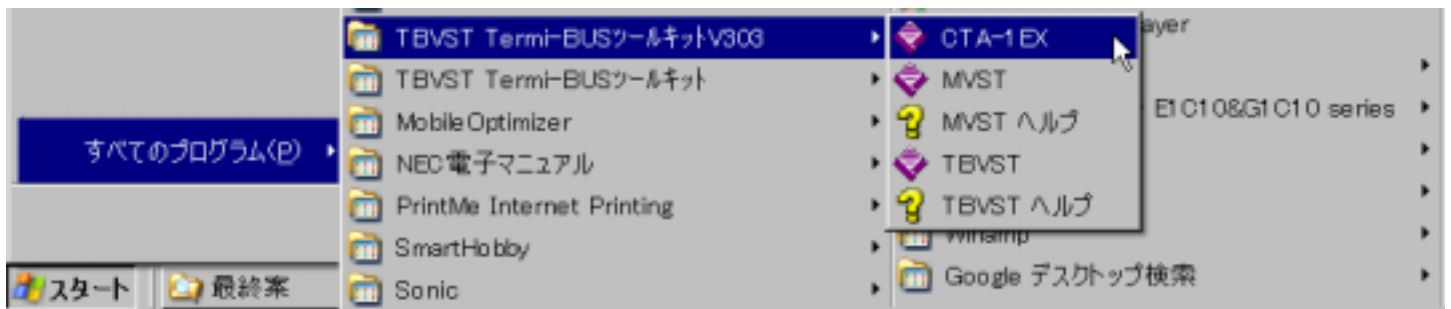 TBVST Termi-BUSツールキットV303
TBVST Termi-BUSツールキット
MobileOptimizer
NEC電子マニュアル
PrintMe Internet Printing
SmartHobby
Sonic
すべてのプログラム(P)
スタート
最終案
CTA-1EX
MVST
MVST ヘルプ
TBVST
TBVST ヘルプ
ayer
E1C10&G1C10 series
Winamp
Google デスクトップ検索